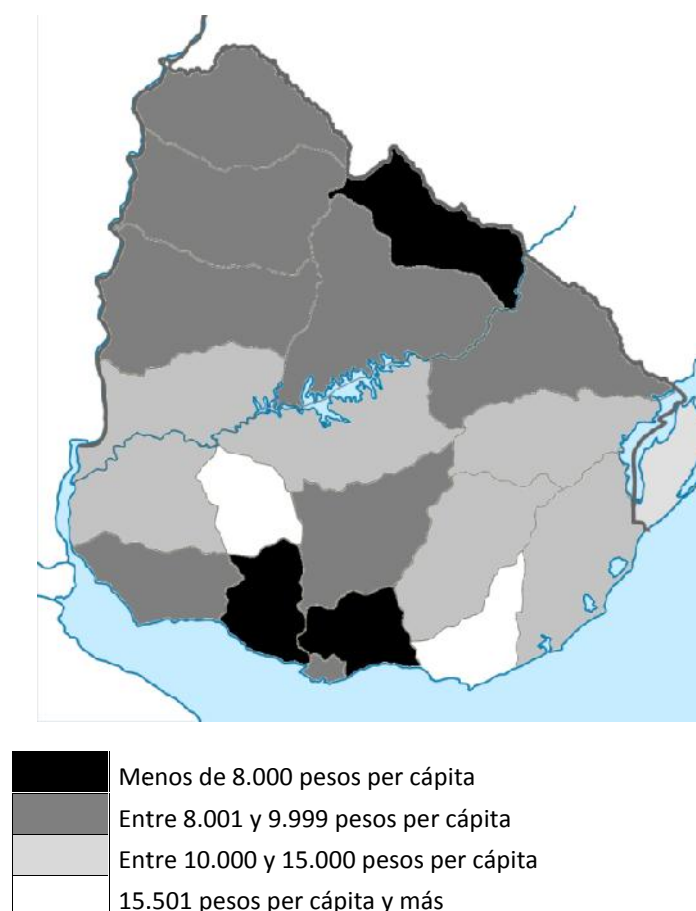 Menos de 8.000 pesos per cápita
Entre 8.001 y 9.999 pesos per cápita
Entre 10.000 y 15.000 pesos per cápita
15.501 pesos per cápita y más